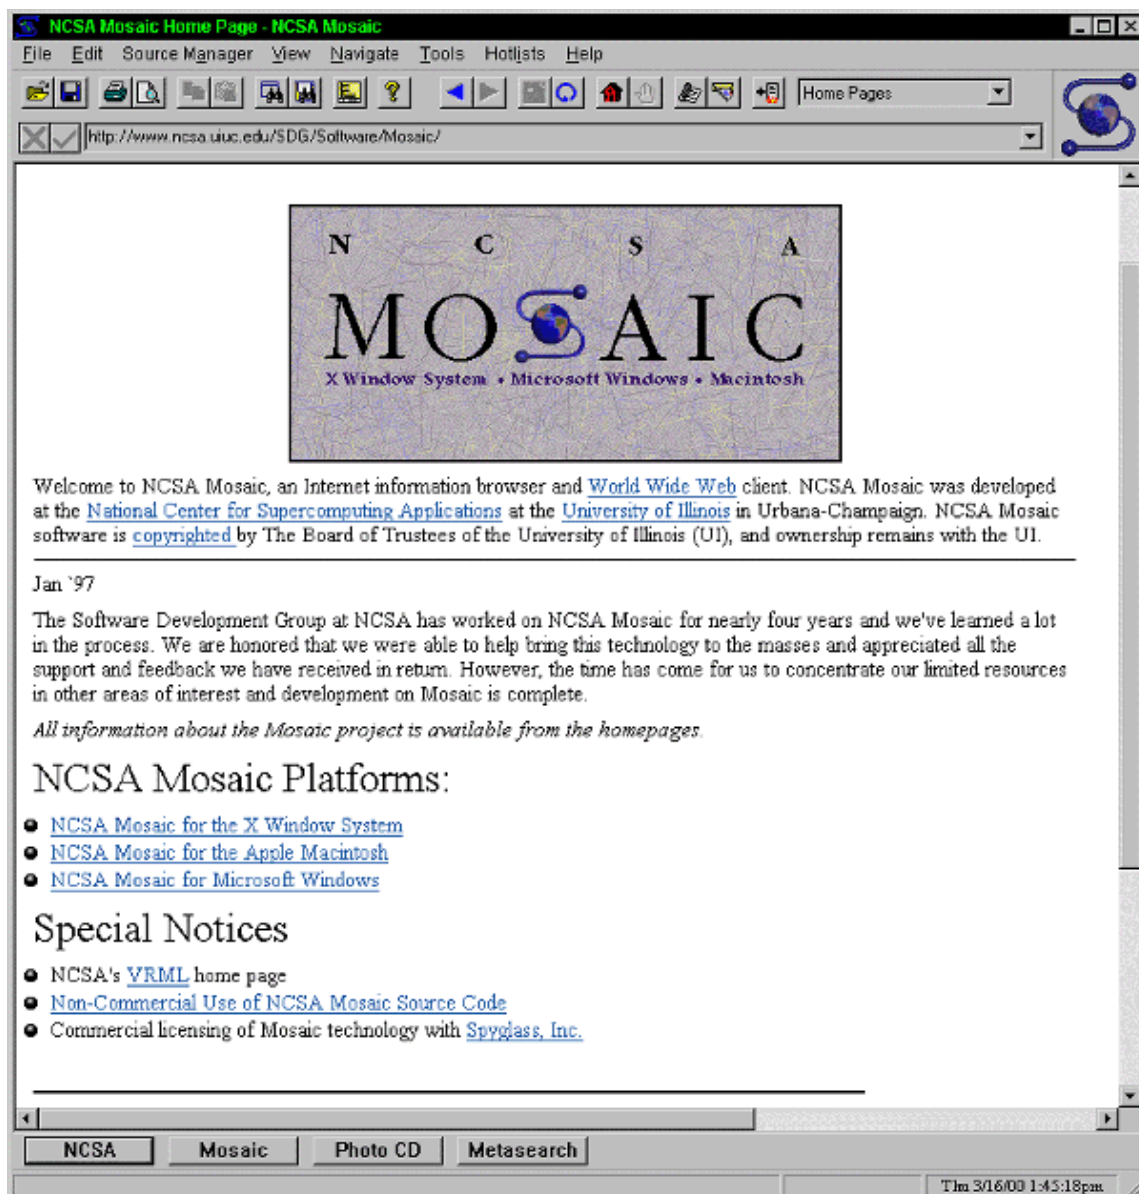 NCSA Mosaic Home Page - NCSA Mosaic
File Edit Source Manager View Navigate Tools Hotlists Help
Home Pages
http://www.ncsa.uiuc.edu/SDG/Software/Mosaic/
N C S A
MOSAIC
X Window System • Microsoft Windows • Macintosh
Welcome to NCSA Mosaic, an Internet information browser and World Wide Web client. NCSA Mosaic was developed
at the National Center for Supercomputing Applications at the University of Illinois in Urbana-Champaign. NCSA Mosaic
software is copyrighted by The Board of Trustees of the University of Illinois (UI), and ownership remains with the UI.
Jan `97
The Software Development Group at NCSA has worked on NCSA Mosaic for nearly four years and we've learned a lot
in the process. We are honored that we were able to help bring this technology to the masses and appreciated all the
support and feedback we have received in return. However, the time has come for us to concentrate our limited resources
in other areas of interest and development on Mosaic is complete.
All information about the Mosaic project is available from the homepages.
NCSA Mosaic Platforms:
NCSA Mosaic for the X Window System
NCSA Mosaic for the Apple Macintosh
NCSA Mosaic for Microsoft Windows
Special Notices
NCSA's VRML home page
Non-Commercial Use of NCSA Mosaic Source Code
Commercial licensing of Mosaic technology with Spyglass, Inc.
NCSA Mosaic Photo CD Metasearch
Thu 3/16/00 1:45:18pm